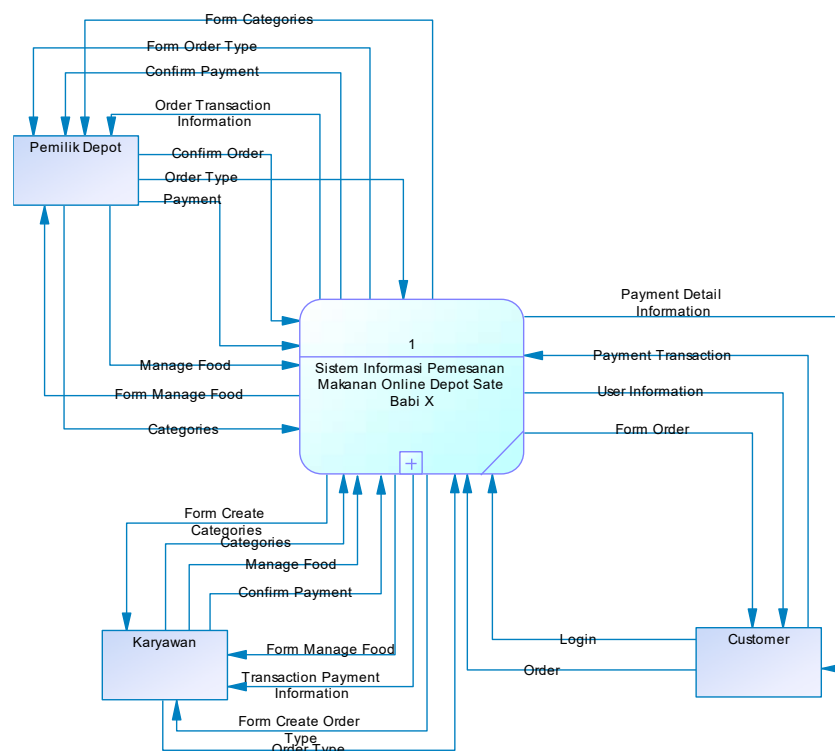 Form Categories
Form Order Type
Confirm Payment
Order Transaction
Information
Pemilik Depot
Confirm Order
Order Type
Payment
Manage Food
Form Manage Food
Categories
1
Sistem Informasi Pemesanan
Makanan Online Depot Sate
Babi X
Payment Detail
Information
Payment Transaction
User Information
Form Order
Form Create
Categories
Categories
Manage Food
Confirm Payment
Karyawan
Form Manage Food
Transaction Payment
Information
Form Create Order
Type
Order Type
Login
Order
Customer